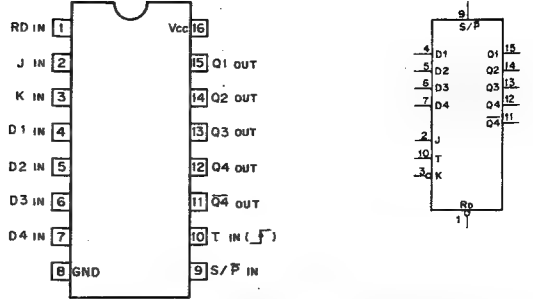 RD IN 1
Vcc 16
J IN 2
15 Q1 OUT
K IN 3
14 Q2 OUT
D1 IN 4
13 Q3 OUT
D2 IN 5
12 Q4 OUT
D3 IN 6
11 Q̅4̅ OUT
D4 IN 7
10 T IN ( )
8 GND
9 S/P̅ IN
9
S/P̅
4 D1
Q1 15
5 D2
Q2 14
6 D3
Q3 13
7 D4
Q4 12
Q̅4̅ 11
2 J
10 T
3 K
RD
1